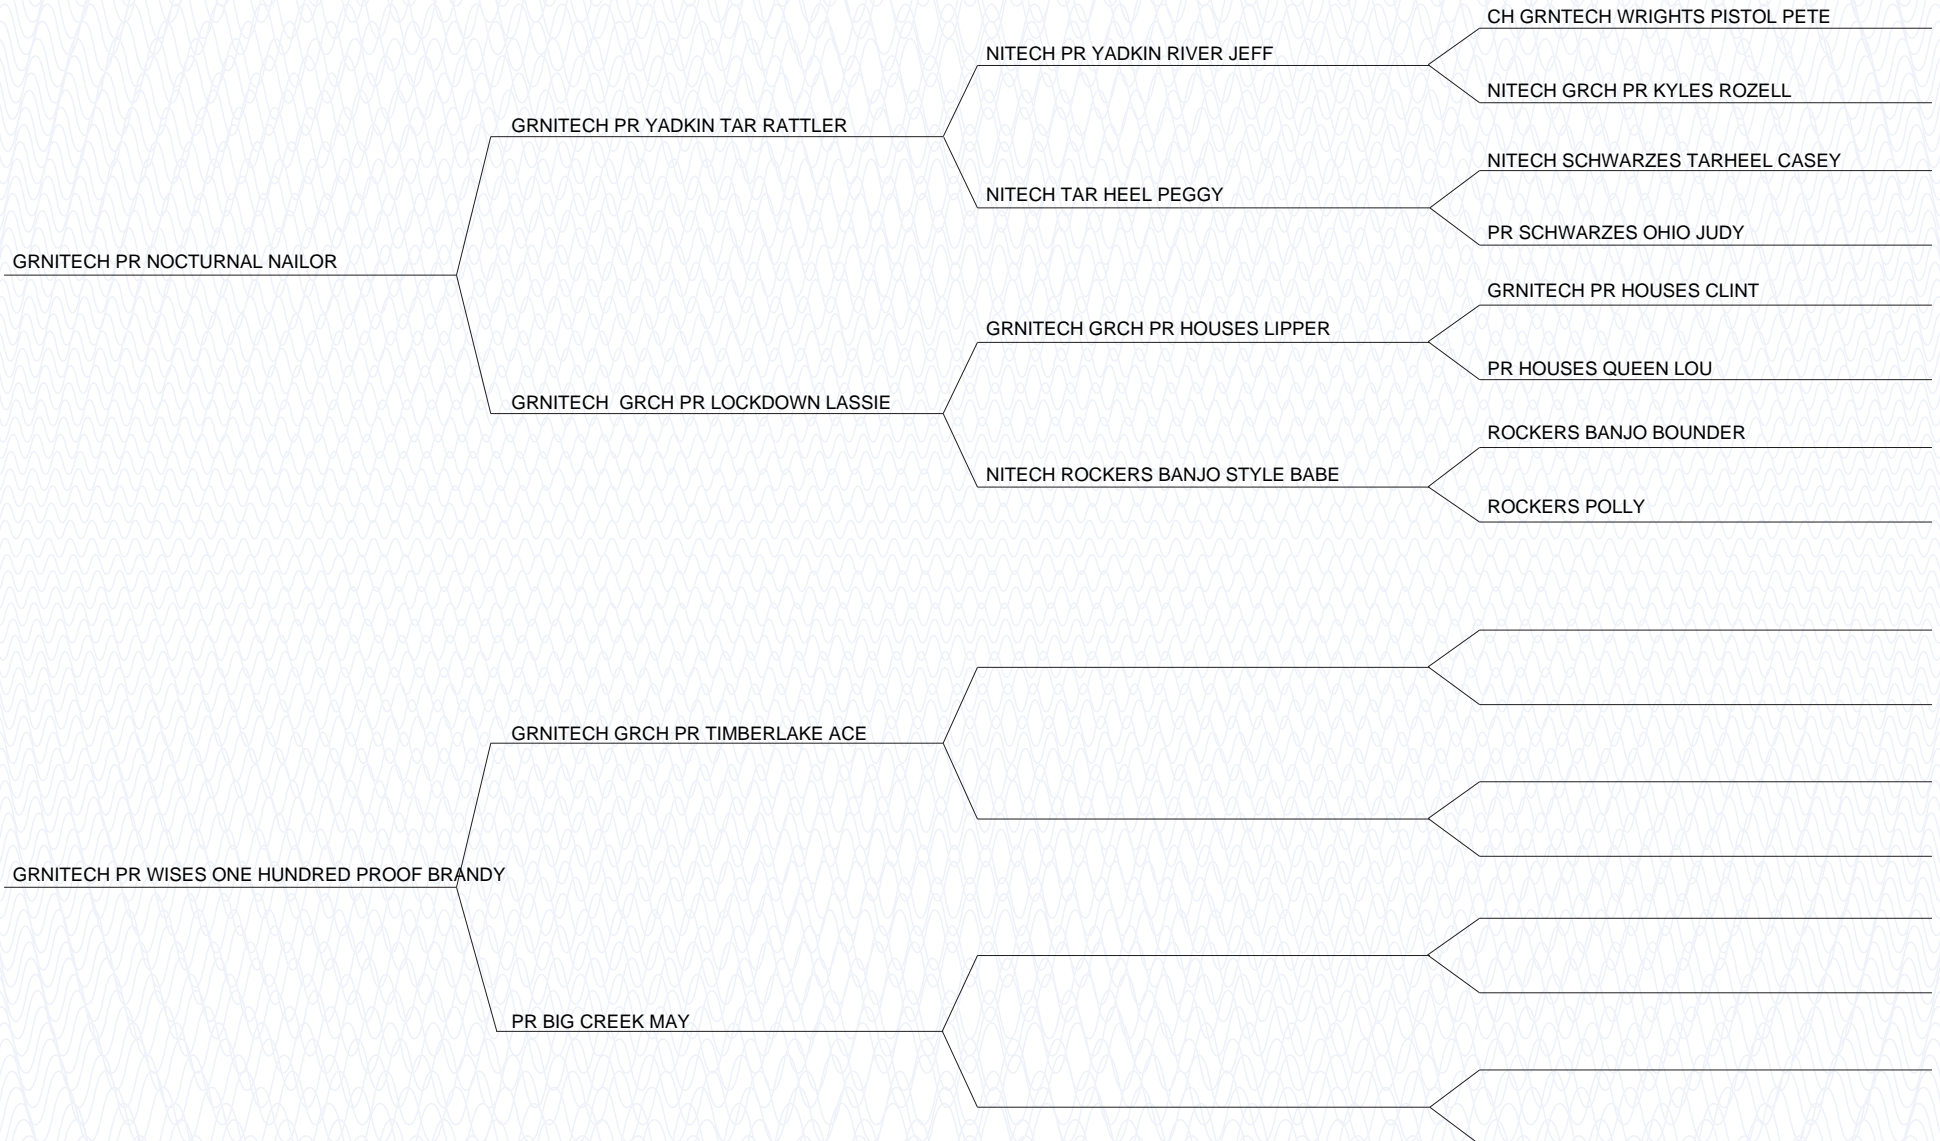 CH GRNTECH WRIGHTS PISTOL PETE
NITECH PR YADKIN RIVER JEFF
NITECH GRCH PR KYLES ROZELL
GRNITECH PR YADKIN TAR RATTLER
NITECH SCHWARZES TARHEEL CASEY
NITECH TAR HEEL PEGGY
PR SCHWARZES OHIO JUDY
GRNITECH PR NOCTURNAL NAILOR
GRNITECH PR HOUSES CLINT
GRNITECH GRCH PR HOUSES LIPPER
PR HOUSES QUEEN LOU
GRNITECH  GRCH PR LOCKDOWN LASSIE
ROCKERS BANJO BOUNDER
NITECH ROCKERS BANJO STYLE BABE
ROCKERS POLLY
GRNITECH GRCH PR TIMBERLAKE ACE
GRNITECH PR WISES ONE HUNDRED PROOF BRANDY
PR BIG CREEK MAY